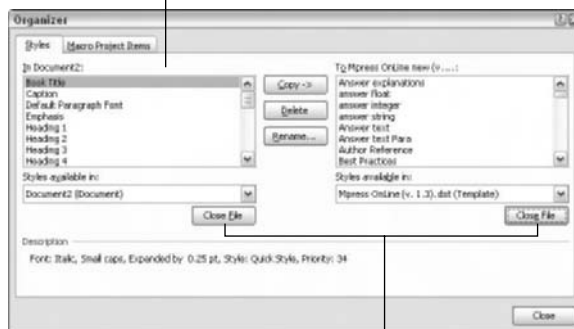 Organizer
Styles
Macro Project Items
In Document2:
Book Title
Caption
Default Paragraph Font
Emphasis
Heading 1
Heading 2
Heading 3
Heading 4
Styles available in:
Document2 (Document)
Close File
Copy ->
Delete
Rename...
To Mpress OnLine new (v....:
Answer explanations
answer float
answer integer
answer string
Answer text
Answer text Para
Author Reference
Best Practices
Styles available in:
Mpress OnLine (v. 1.3).dst (Template)
Close File
Description
Font: Italic, Small caps, Expanded by 0.25 pt, Style: Quick Style, Priority: 34
Close